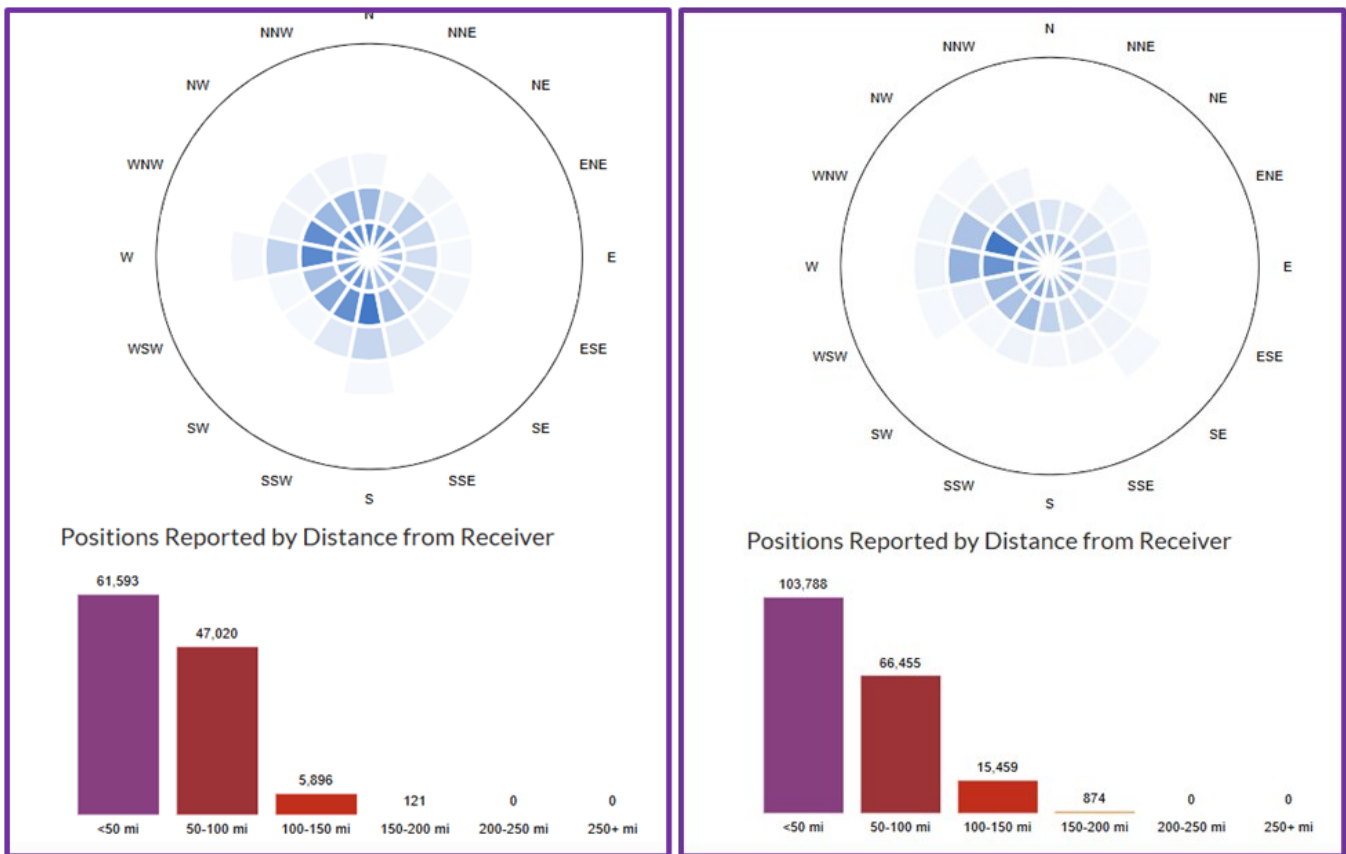 N
NNW NNE
NW NE
WNW ENE
W E
WSW ESE
SW SE
SSW SSE
S
Positions Reported by Distance from Receiver
61,593
47,020
5,896
121 0 0
<50 mi 50-100 mi 100-150 mi 150-200 mi 200-250 mi 250+ mi
N
NNW NNE
NW NE
WNW ENE
W E
WSW ESE
SW SE
SSW SSE
S
Positions Reported by Distance from Receiver
103,788
66,455
15,459
874 0 0
<50 mi 50-100 mi 100-150 mi 150-200 mi 200-250 mi 250+ mi